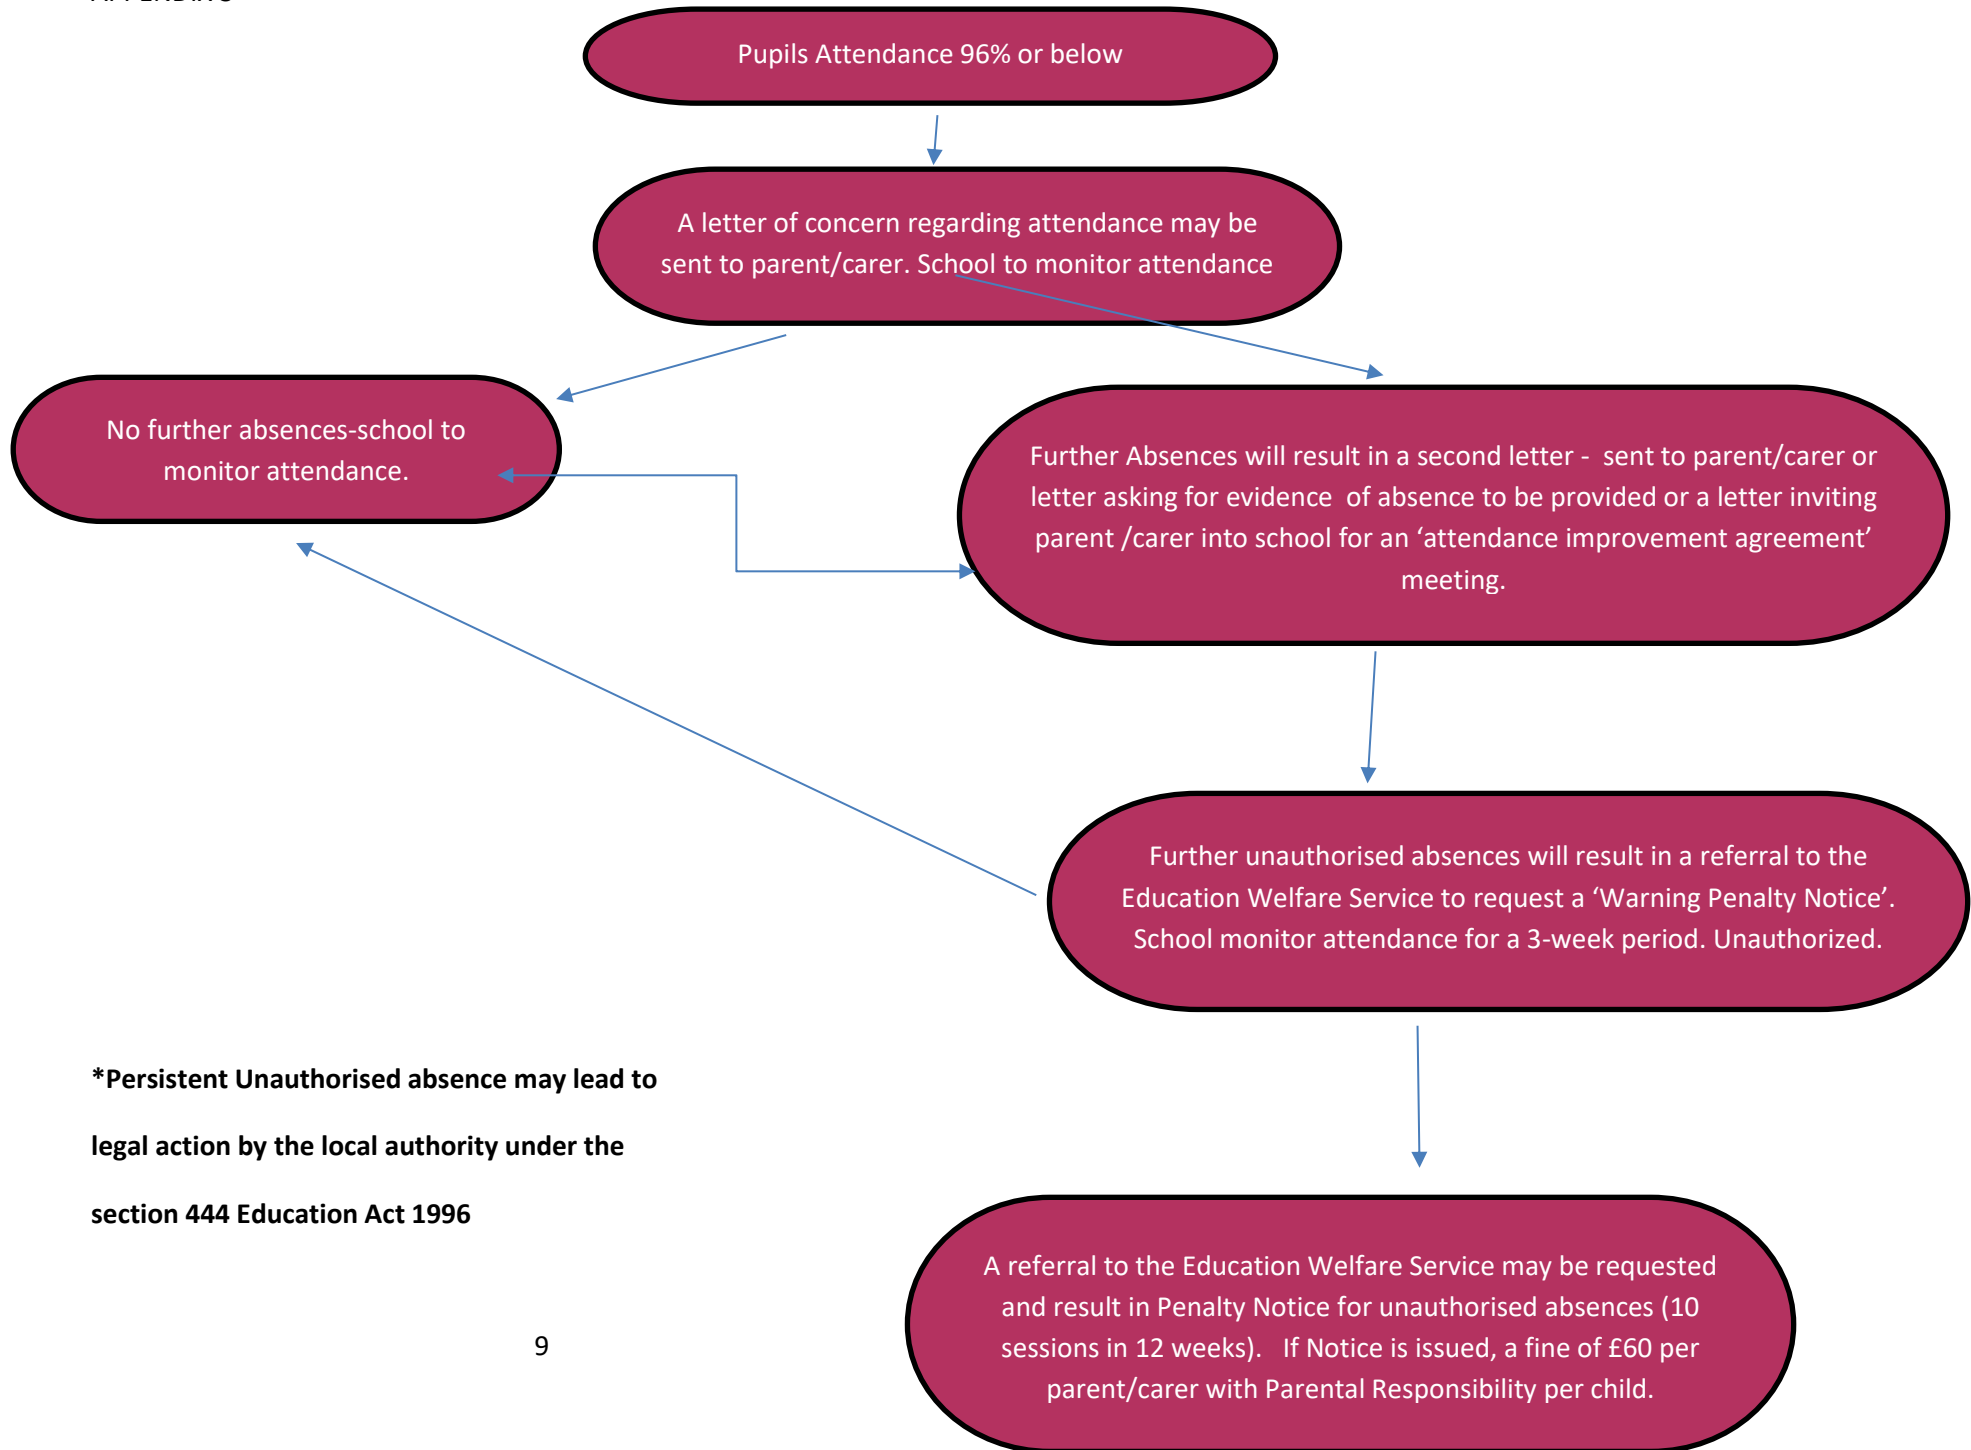 Pupils Attendance 96% or below
A letter of concern regarding attendance may be
sent to parent/carer. School to monitor attendance
No further absences-school to
monitor attendance.
Further Absences will result in a second letter -  sent to parent/carer or
letter asking for evidence  of absence to be provided or a letter inviting
parent /carer into school for an ‘attendance improvement agreement’
meeting.
Further unauthorised absences will result in a referral to the
Education Welfare Service to request a ‘Warning Penalty Notice’.
School monitor attendance for a 3-week period. Unauthorized.
*Persistent Unauthorised absence may lead to
legal action by the local authority under the
section 444 Education Act 1996
A referral to the Education Welfare Service may be requested
and result in Penalty Notice for unauthorised absences (10
sessions in 12 weeks).   If Notice is issued, a fine of £60 per
parent/carer with Parental Responsibility per child.
9